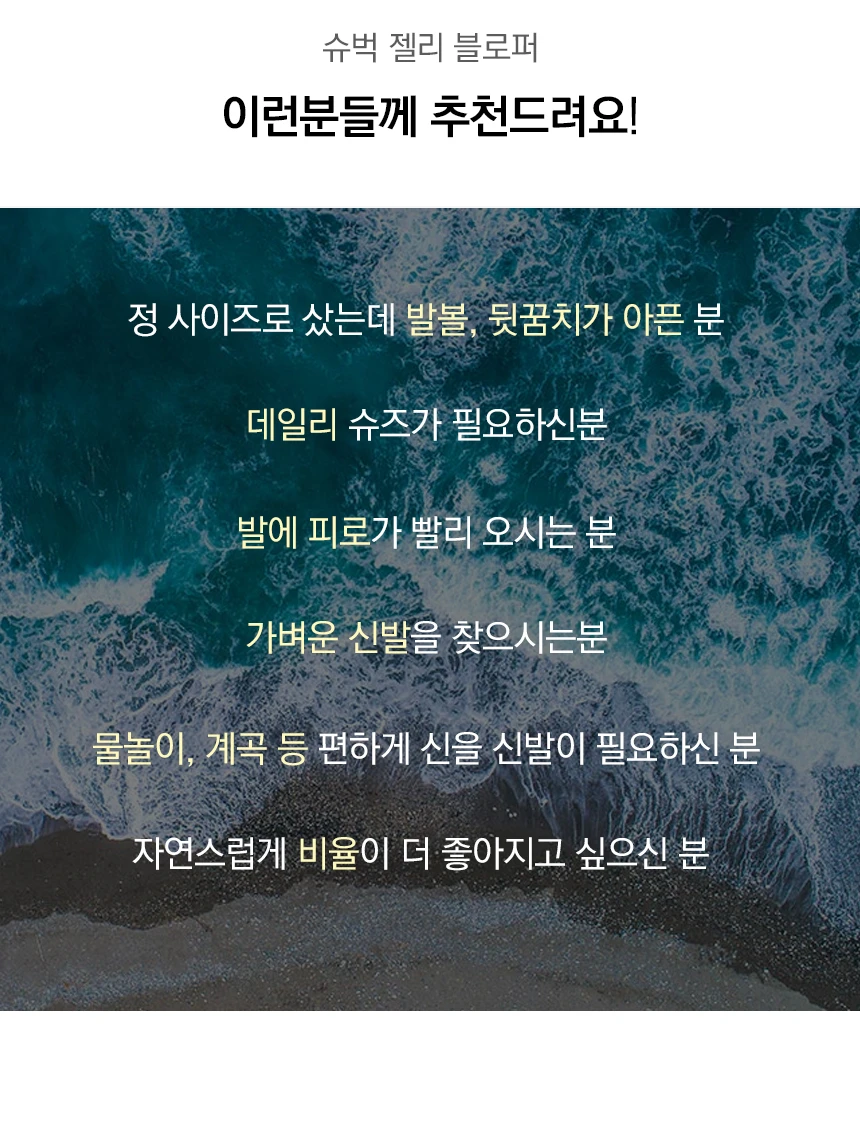 슈벅 젤리 블로퍼
이런분들께 추천드려요!
정 사이즈로 샀는데 발볼, 뒷꿈치가 아픈 분
데일리 슈즈가 필요하신분
발에 피로가 빨리 오시는 분
가벼운 신발을 찾으시는분
물놀이, 계곡 등 편하게 신을 신발이 필요하신 분
자연스럽게 비율이 더 좋아지고 싶으신 분